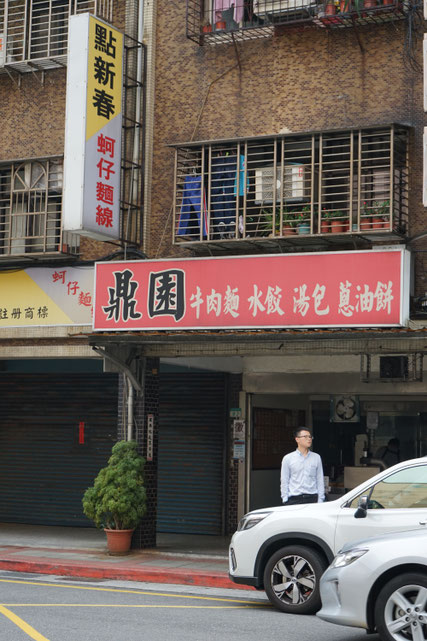 點新春
蚵仔麵線
蚵仔麵
註册商標
鼎園 牛肉麵 水餃 湯包 蔥油餅